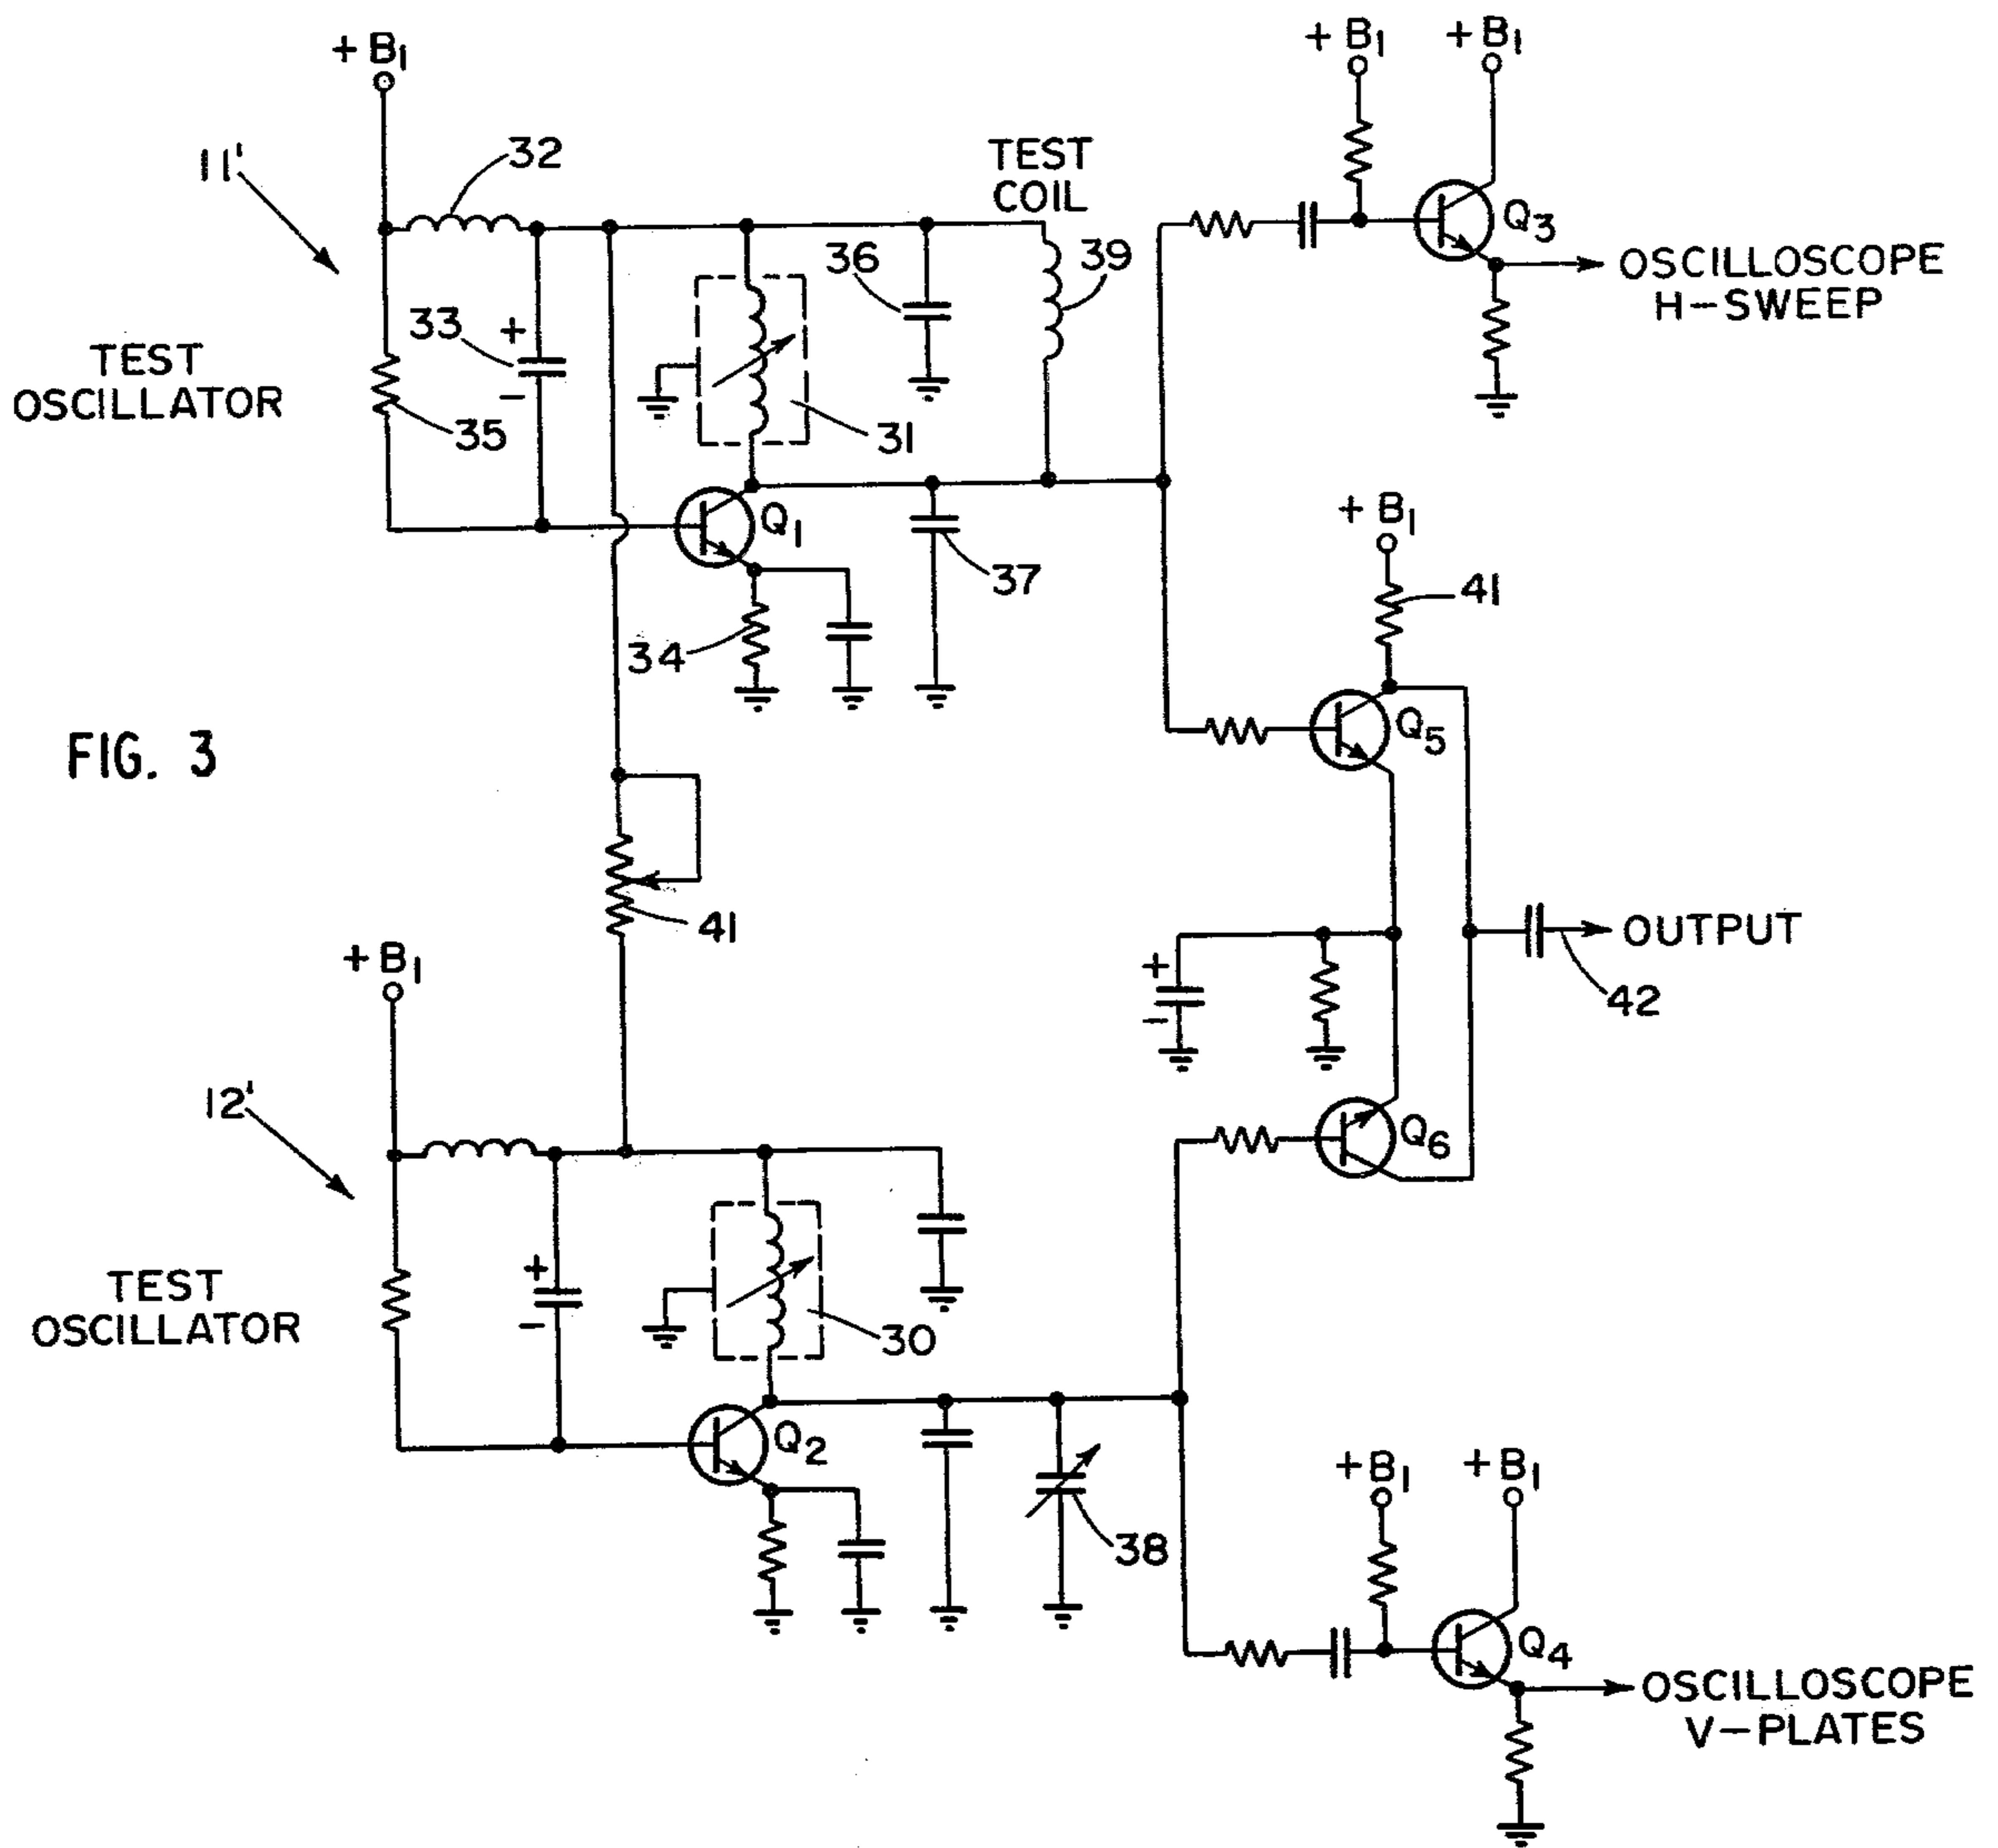 +B1
+B1
+B1
32
11'
TEST
COIL
Q3
OSCILLOSCOPE
H-SWEEP
36
39
33
+
-
TEST
OSCILLATOR
35
31
Q1
37
+B1
41
34
Q5
FIG. 3
41
OUTPUT
42
+B1
+
-
12'
Q6
TEST
OSCILLATOR
+
-
30
Q2
38
+B1
+B1
Q4
OSCILLOSCOPE
V-PLATES